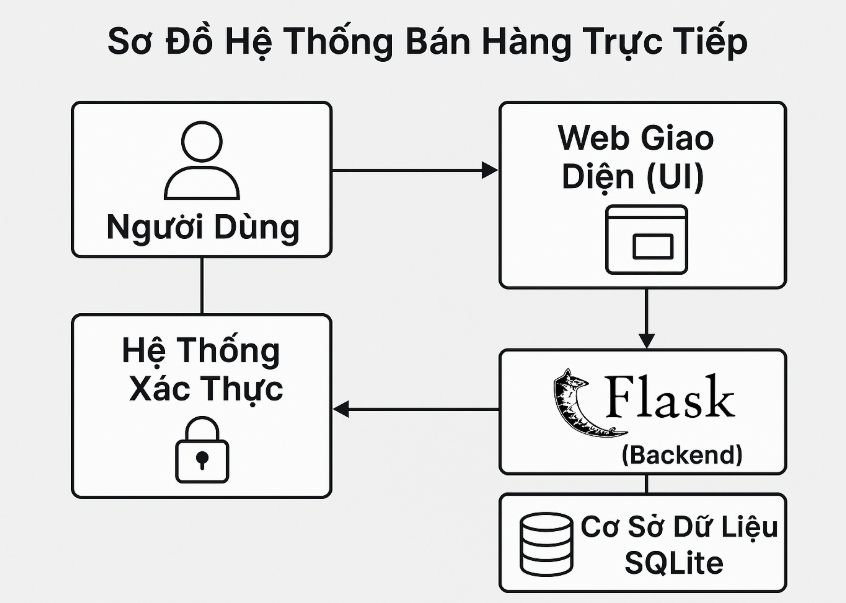 Sơ Đồ Hệ Thống Bán Hàng Trực Tiếp
Người Dùng
Web Giao
Diện (UI)
Hệ Thống
Xác Thực
Flask
(Backend)
Cơ Sở Dữ Liệu
SQLite